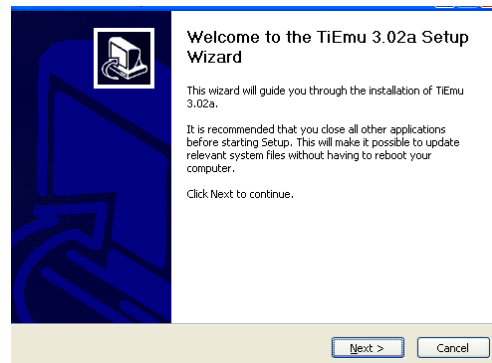 Welcome to the TiEmu 3.02a Setup
Wizard
This wizard will guide you through the installation of TiEmu
3.02a.
It is recommended that you close all other applications
before starting Setup. This will make it possible to update
relevant system files without having to reboot your
computer.
Click Next to continue.
Next >
Cancel